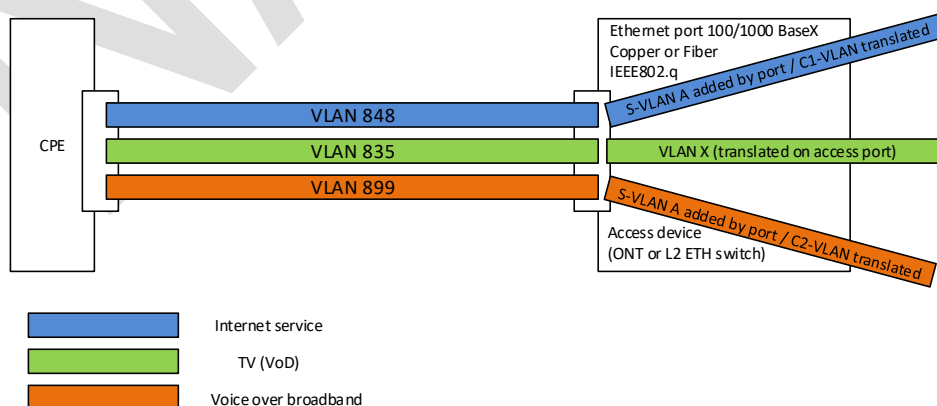 Ethernet port 100/1000 BaseX
Copper or Fiber
IEEE802.q
S-VLAN A added by port / C1-VLAN translated
CPE
VLAN 848
VLAN 835
VLAN X (translated on access port)
VLAN 899
S-VLAN A added by port / C2-VLAN translated
Access device
(ONT or L2 ETH switch)
Internet service
TV (VoD)
Voice over broadband